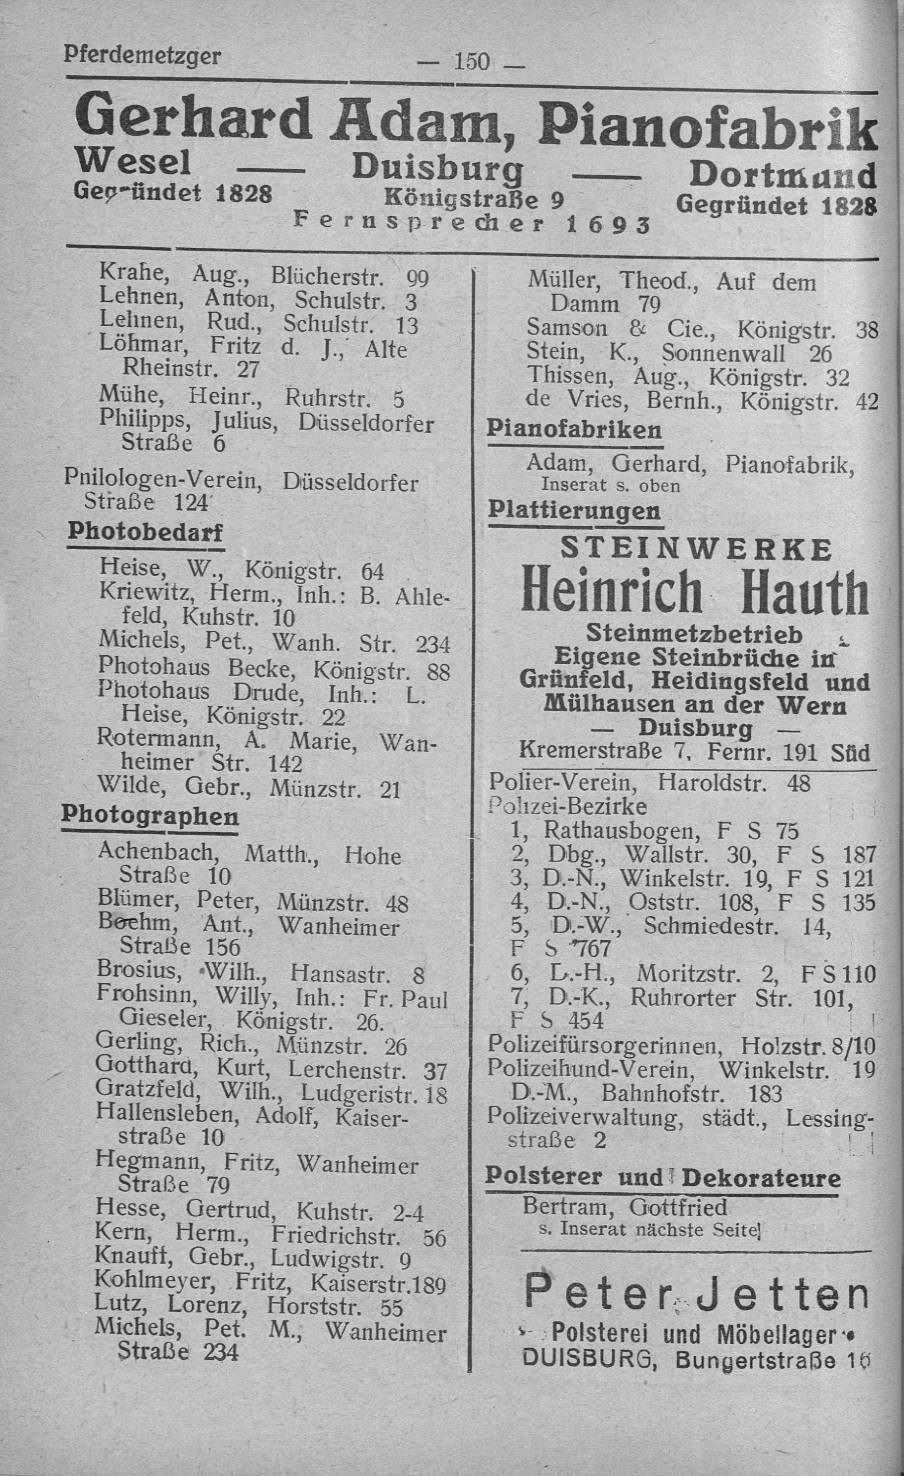 Pferdemetzger
— 150 —
Gerhard Adam, Pianofabrik
Wesel — Duisburg — Dortmund
Gegründet 1828 Königstraße 9 Gegründet 1828
Fernsprecher 1693
Krahe, Aug., Blücherstr. 99
Lehnen, Anton, Schulstr. 3
Lehnen, Rud., Schulstr. 13
Löhmar, Fritz d. J., Alte
Rheinstr. 27
Mühe, Heinr., Ruhrstr. 5
Philipps, Julius, Düsseldorfer
Straße 6
Pnilologen-Verein, Düsseldorfer
Straße 124
Photobedarf
Heise, W., Königstr. 64
Kriewitz, Herm., Inh.: B. Ahle-
feld, Kuhstr. 10
Michels, Pet., Wanh. Str. 234
Photohaus Becke, Königstr. 88
Photohaus Drude, Inh.: L.
Heise, Königstr. 22
Rotermann, A. Marie, Wan-
heimer Str. 142
Wilde, Gebr., Münzstr. 21
Photographen
Achenbach, Matth., Hohe
Straße 10
Blümer, Peter, Münzstr. 48
Boehm, Ant., Wanheimer
Straße 156
Brosius, Wilh., Hansastr. 8
Frohsinn, Willy, Inh.: Fr. Paul
Gieseler, Königstr. 26.
Gerling, Rich., Münzstr. 26
Gotthard, Kurt, Lerchenstr. 37
Gratzfeld, Wilh., Ludgeristr. 18
Hallensleben, Adolf, Kaiser-
straße 10
Hegmann, Fritz, Wanheimer
Straße 79
Hesse, Gertrud, Kuhstr. 2-4
Kern, Herm., Friedrichstr. 56
Knauft, Gebr., Ludwigstr. 9
Kohlmeyer, Fritz, Kaiserstr.189
Lutz, Lorenz, Horststr. 55
Michels, Pet. M., Wanheimer
Straße 234
Müller, Theod., Auf dem
Damm 79
Samson & Cie., Königstr. 38
Stein, K., Sonnenwall 26
Thissen, Aug., Königstr. 32
de Vries, Bernh., Königstr. 42
Pianofabriken
Adam, Gerhard, Pianofabrik,
Inserat s. oben
Plattierungen
STEINWERKE
Heinrich Hauth
Steinmetzbetrieb
Eigene Steinbrüche in
Grünfeld, Heidingsfeld und
Mülhausen an der Wern
— Duisburg —
Kremerstraße 7, Fernr. 191 Süd
Polier-Verein, Haroldstr. 48
Polizei-Bezirke
1, Rathausbogen, F S 75
2, Dbg., Wallstr. 30, F S 187
3, D.-N., Winkelstr. 19, F S 121
4, D.-N., Oststr. 108, F S 135
5, D.-W., Schmiedestr. 14,
F S 767
6, D.-H., Moritzstr. 2, F S 110
7, D.-K., Ruhrorter Str. 101,
F S 454
Polizeifürsorgerinnen, Holzstr. 8/10
Polizeihund-Verein, Winkelstr. 19
D.-M., Bahnhofstr. 183
Polizeiverwaltung, städt., Lessing-
straße 2
Polsterer und Dekorateure
Bertram, Gottfried
s. Inserat nächste Seite
Peter Jetten
Polsterei und Möbellager
DUISBURG, Bungertstraße 16